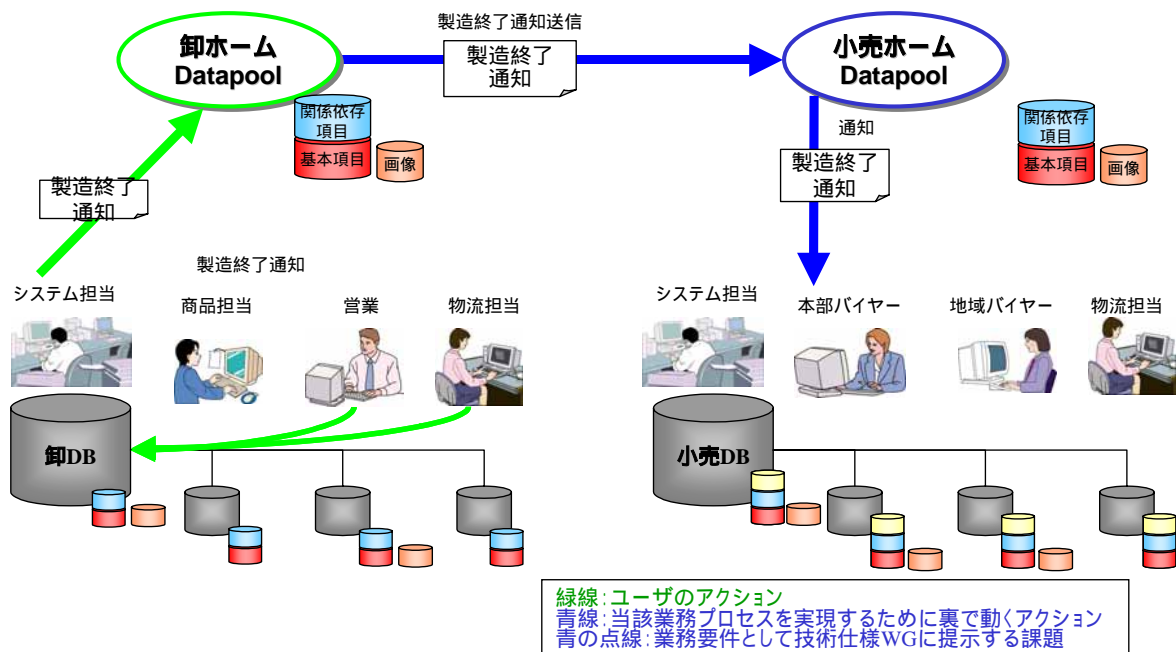 製造終了通知送信
卸ホーム
Datapool
製造終了
通知
小売ホーム
Datapool
関係依存
項目
基本項目
画像
通知
製造終了
通知
関係依存
項目
基本項目
画像
製造終了
通知
製造終了通知
システム担当
商品担当
営業
物流担当
システム担当
本部バイヤー
地域バイヤー
物流担当
卸DB
小売DB
緑線:ユーザのアクション
青線:当該業務プロセスを実現するために裏で動くアクション
青の点線:業務要件として技術仕様WGに提示する課題